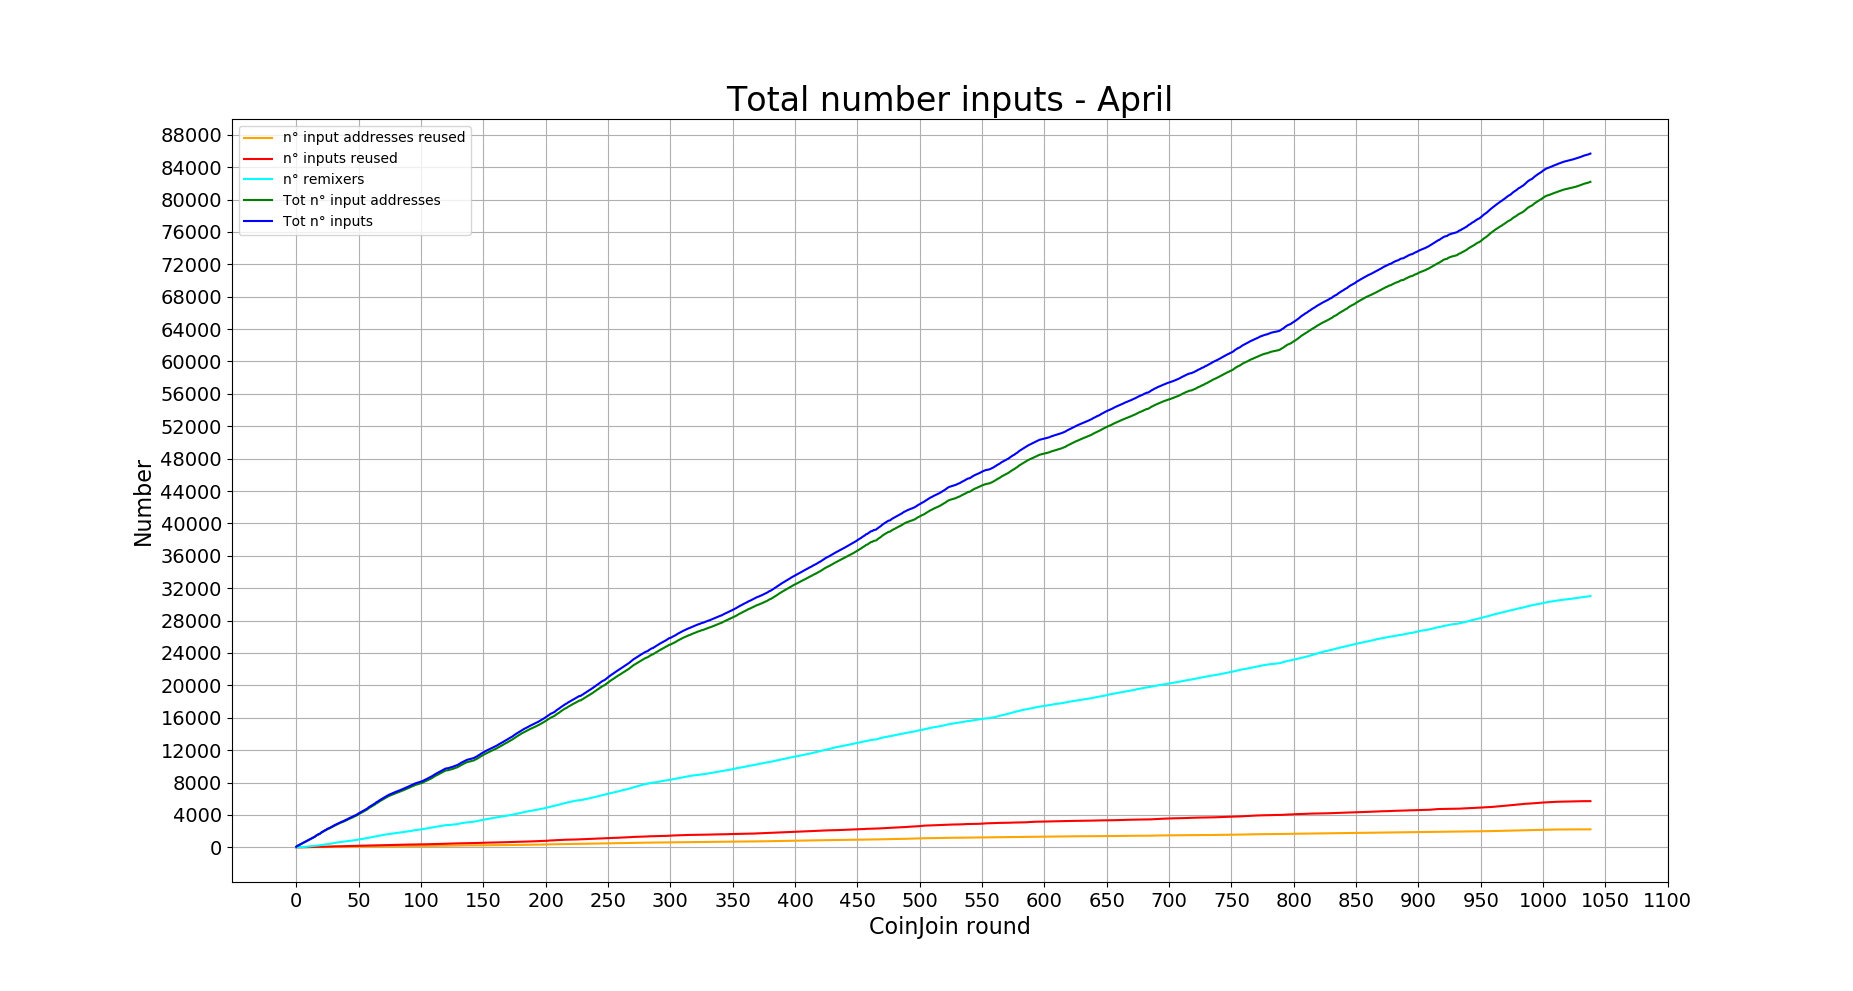 Total number inputs - April
n° input addresses reused
n° inputs reused
n° remixers
Tot n° input addresses
Tot n° inputs
88000
84000
80000
76000
72000
68000
64000
60000
56000
52000
48000
44000
40000
36000
32000
28000
24000
20000
16000
12000
8000
4000
0
Number
0 50 100 150 200 250 300 350 400 450 500 550 600 650 700 750 800 850 900 950 1000 1050 1100
CoinJoin round